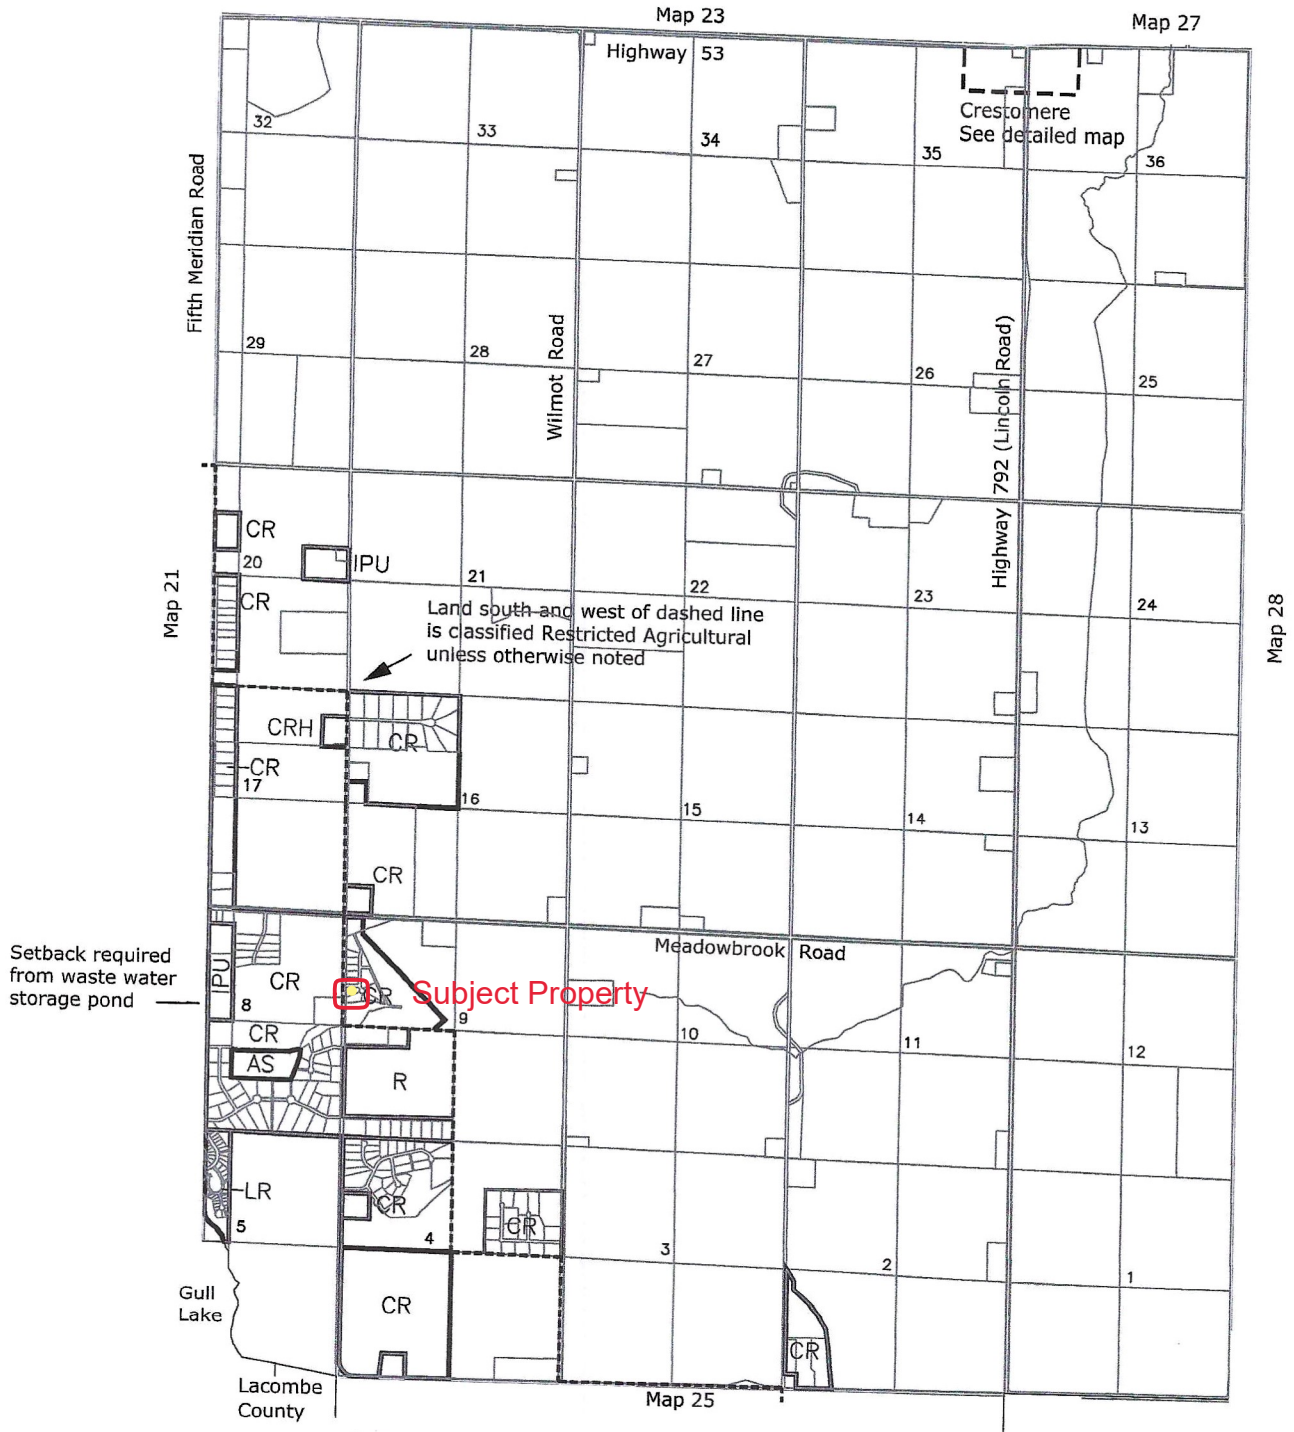 Map 23
Map 27
Highway 53
Crestomere
See detailed map
32
33
34
35
36
Fifth Meridian Road
29
28
Wilmot Road
27
26
Highway 792 (Lincoln Road)
25
CR
20
IPU
21
22
23
24
Map 21
CR
Land south and west of dashed line
is classified Restricted Agricultural
unless otherwise noted
Map 28
CRH
CR
CR
17
16
15
14
13
CR
Meadowbrook Road
Setback required
from waste water
storage pond
IPU
CR
8
CR
Subject Property
9
10
11
12
CR
AS
R
LR
5
CR
4
CR
3
2
1
Gull
Lake
CR
CR
Lacombe
County
Map 25